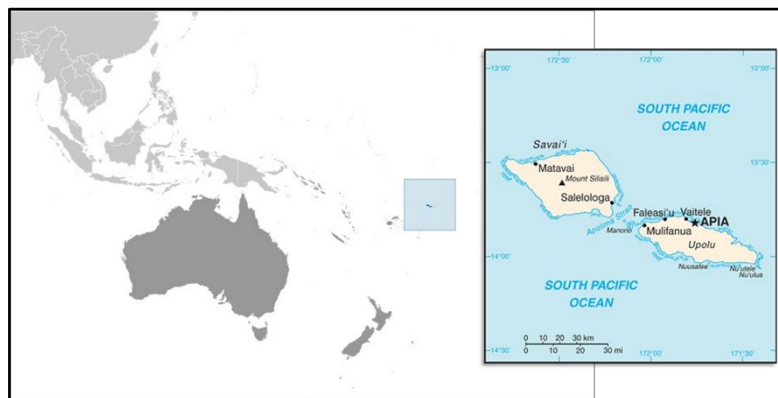 172°30'
172°00'
13°00'
13°00'
SOUTH PACIFIC
OCEAN
Savai'i
Matavai
Mount Silisili
13°30'
13°30'
Salelologa
Apolima Strait
Faleasi'u
Vaitele
APIA
Manono
Mulifanua
Upolu
Nuusafee
Nu'utele
Nu'ulua
14°00'
14°00'
SOUTH PACIFIC
OCEAN
0 10 20 30 km
0 10 20 30 mi
14°30'
172°00'
171°30'